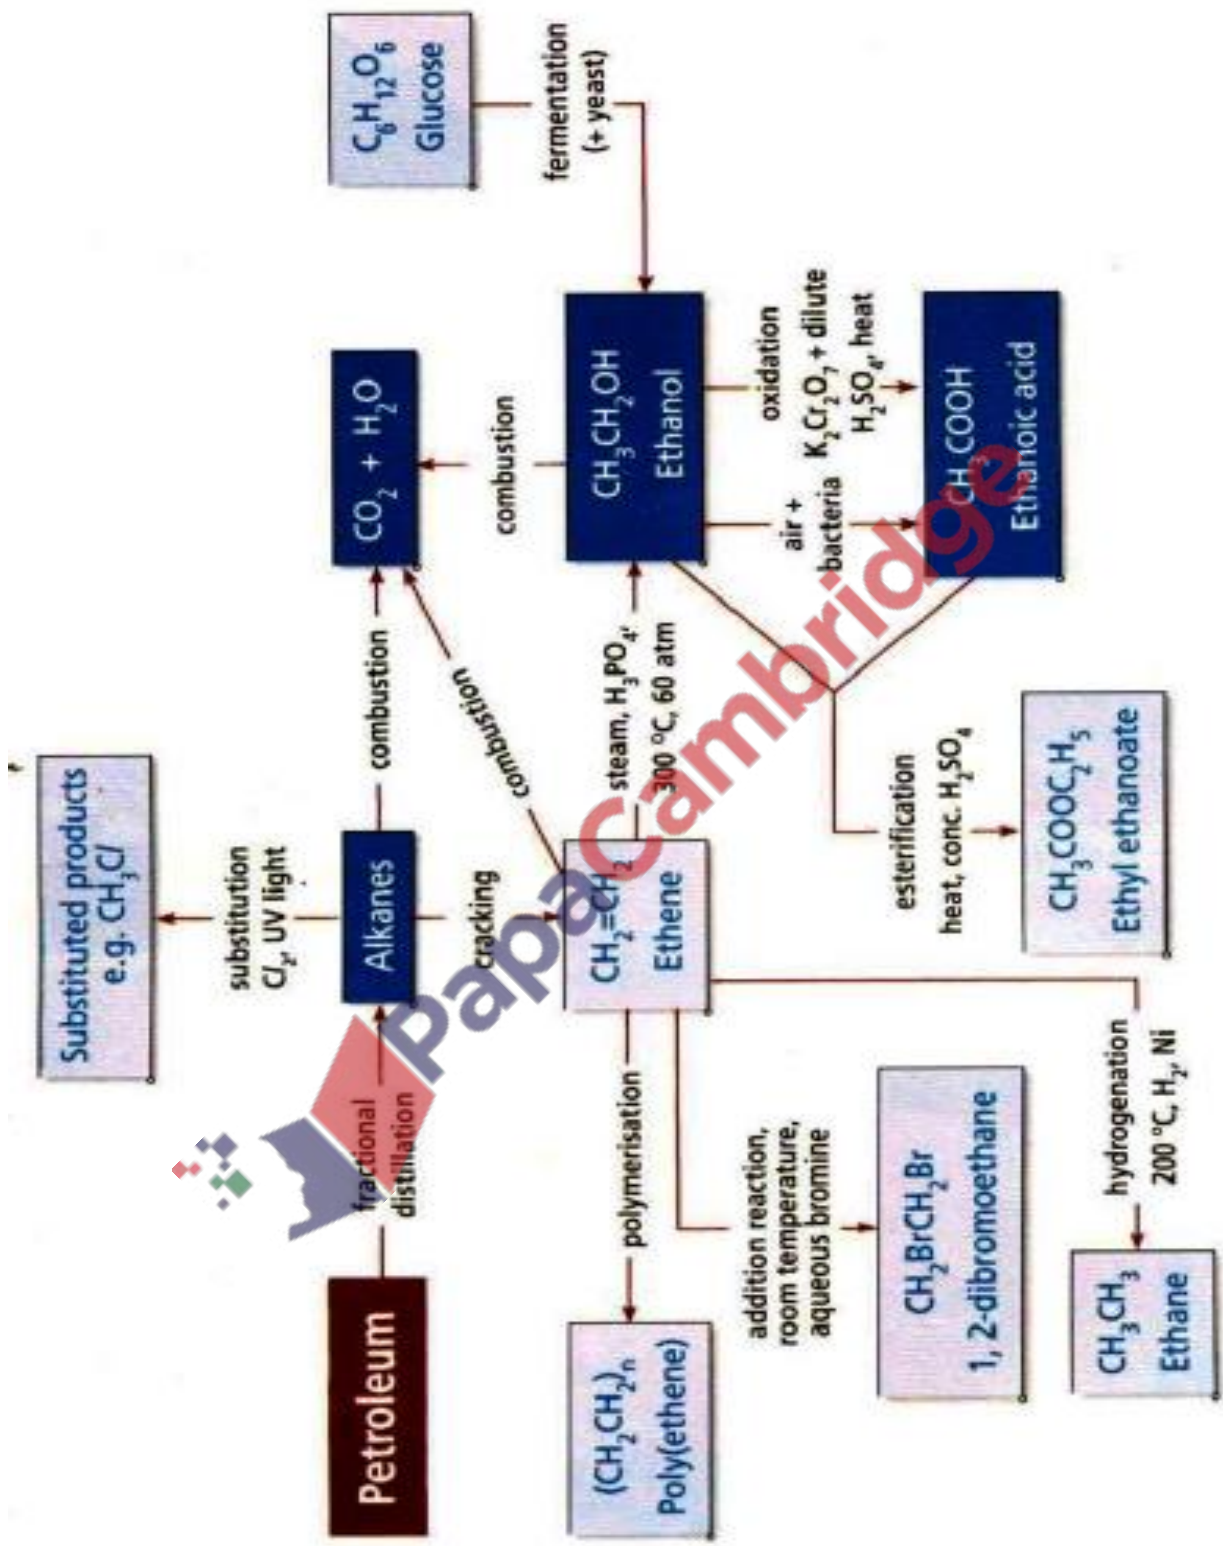 Substituted products
e.g. CH₃Cl
substitution
Cl₂, UV light
Petroleum
fractional
distillation
Alkanes
combustion
CO₂ + H₂O
C₆H₁₂O₆
Glucose
cracking
combustion
combustion
fermentation
(+ yeast)
(CH₂CH₂)ₙ
Poly(ethene)
polymerisation
CH₂=CH₂
Ethene
steam, H₃PO₄,
300 °C, 60 atm
CH₃CH₂OH
Ethanol
addition reaction,
room temperature,
aqueous bromine
air +
bacteria
oxidation
K₂Cr₂O₇ + dilute
H₂SO₄, heat
CH₂BrCH₂Br
1, 2-dibromoethane
esterification
heat, conc. H₂SO₄
CH₃COOH
Ethanoic acid
CH₃CH₃
Ethane
hydrogenation
200 °C, H₂, Ni
CH₃COOC₂H₅
Ethyl ethanoate
PapaCambridge